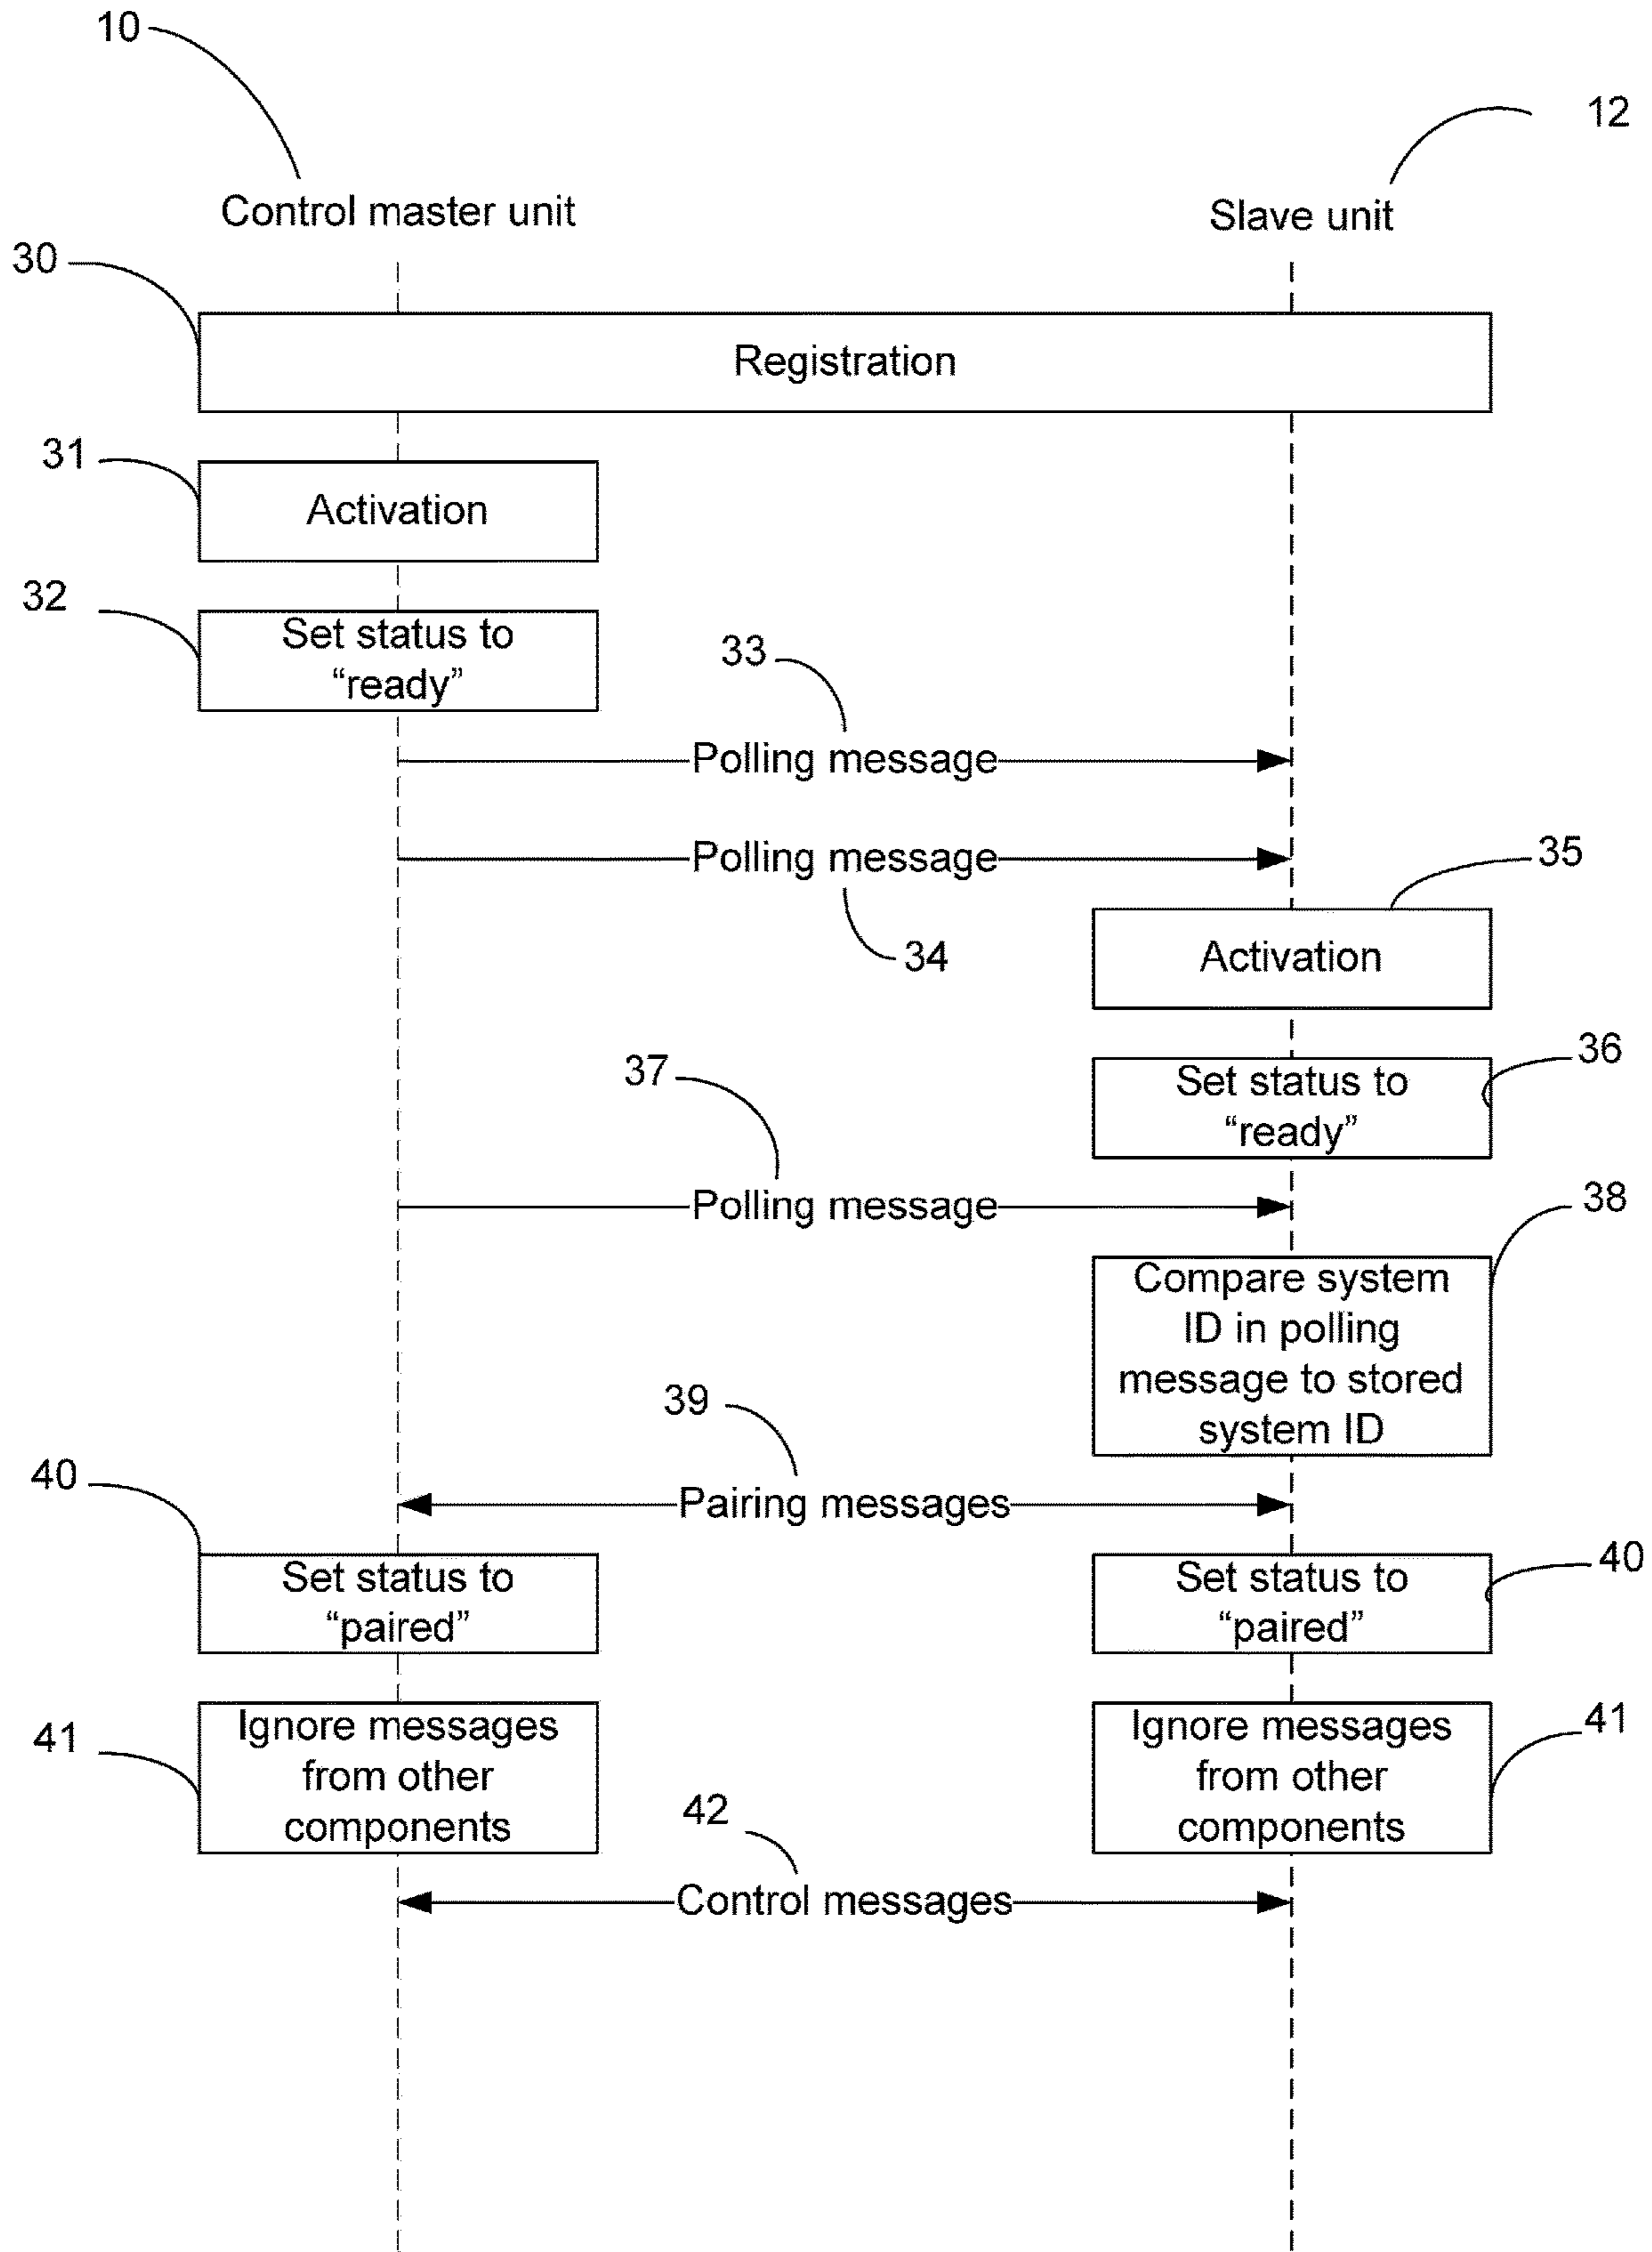 10
12
Control master unit
Slave unit
30
Registration
31
Activation
32
Set status to
“ready”
33
Polling message
Polling message
34
35
Activation
36
Set status to
“ready”
37
Polling message
38
Compare system
ID in polling
message to stored
system ID
39
Pairing messages
40
Set status to
“paired”
40
Set status to
“paired”
41
Ignore messages
from other
components
41
Ignore messages
from other
components
42
Control messages